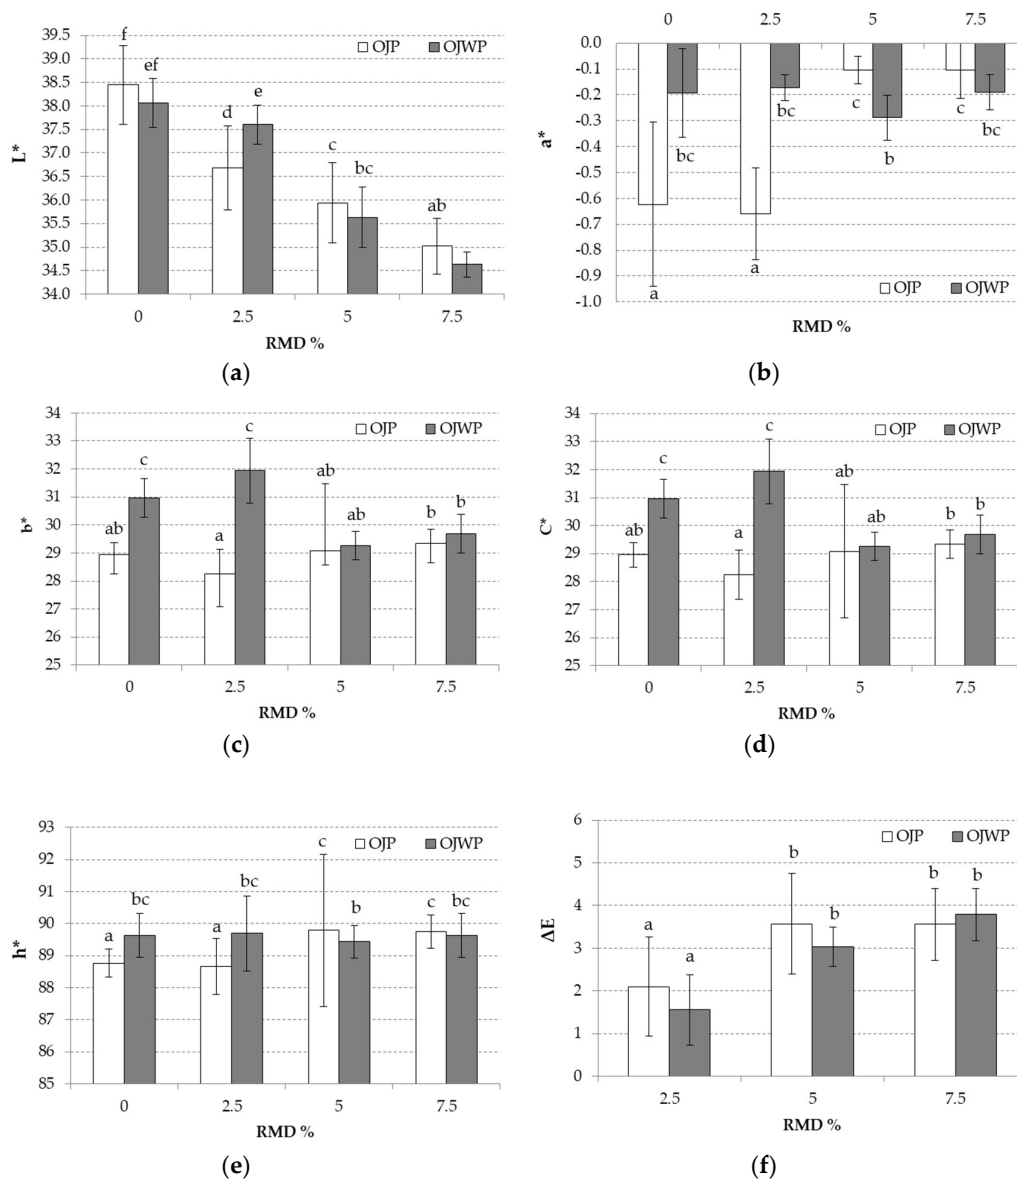 39.5
39.0
38.5
38.0
37.5
37.0
36.5
36.0
35.5
35.0
34.5
34.0
L*
OJP OJWP
f
ef
d
e
c
bc
ab
0 2.5 5 7.5
RMD %
(a)
0 2.5 5 7.5
0.0
-0.1
-0.2
-0.3
-0.4
-0.5
-0.6
-0.7
-0.8
-0.9
-1.0
a*
a
bc
a
bc
c
b
c
bc
OJP OJWP
RMD %
(b)
34
33
32
31
30
29
28
27
26
25
b*
OJP OJWP
ab
c
a
c
ab
ab
b
b
0 2.5 5 7.5
RMD %
(c)
34
33
32
31
30
29
28
27
26
25
C*
OJP OJWP
ab
c
a
c
ab
ab
b
b
0 2.5 5 7.5
RMD %
(d)
93
92
91
90
89
88
87
86
85
h*
OJP OJWP
a
bc
a
bc
c
b
c
bc
0 2.5 5 7.5
RMD %
(e)
6
5
4
3
2
1
0
ΔE
OJP OJWP
a
a
b
b
b
b
2.5 5 7.5
RMD %
(f)